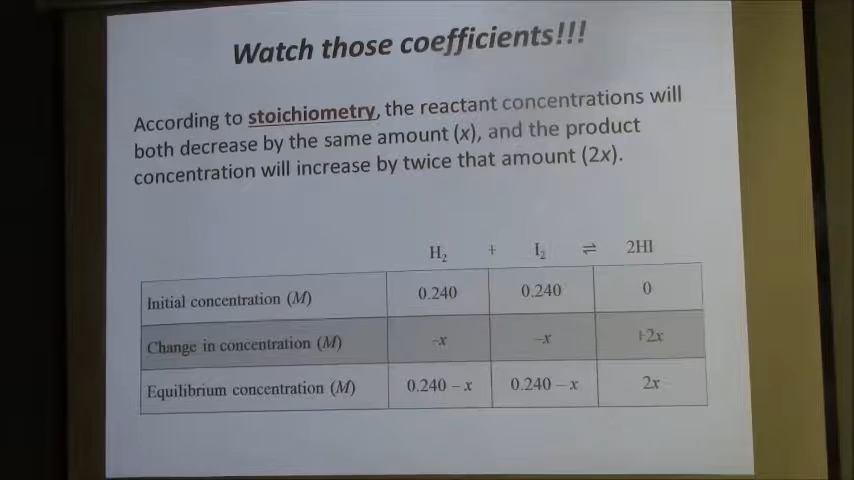 Watch those coefficients!!!
According to stoichiometry, the reactant concentrations will
both decrease by the same amount (x), and the product
concentration will increase by twice that amount (2x).
H₂ + I₂ ⇌ 2HI
Initial concentration (M) 0.240 0.240 0
Change in concentration (M) –x –x +2x
Equilibrium concentration (M) 0.240 – x 0.240 – x 2x